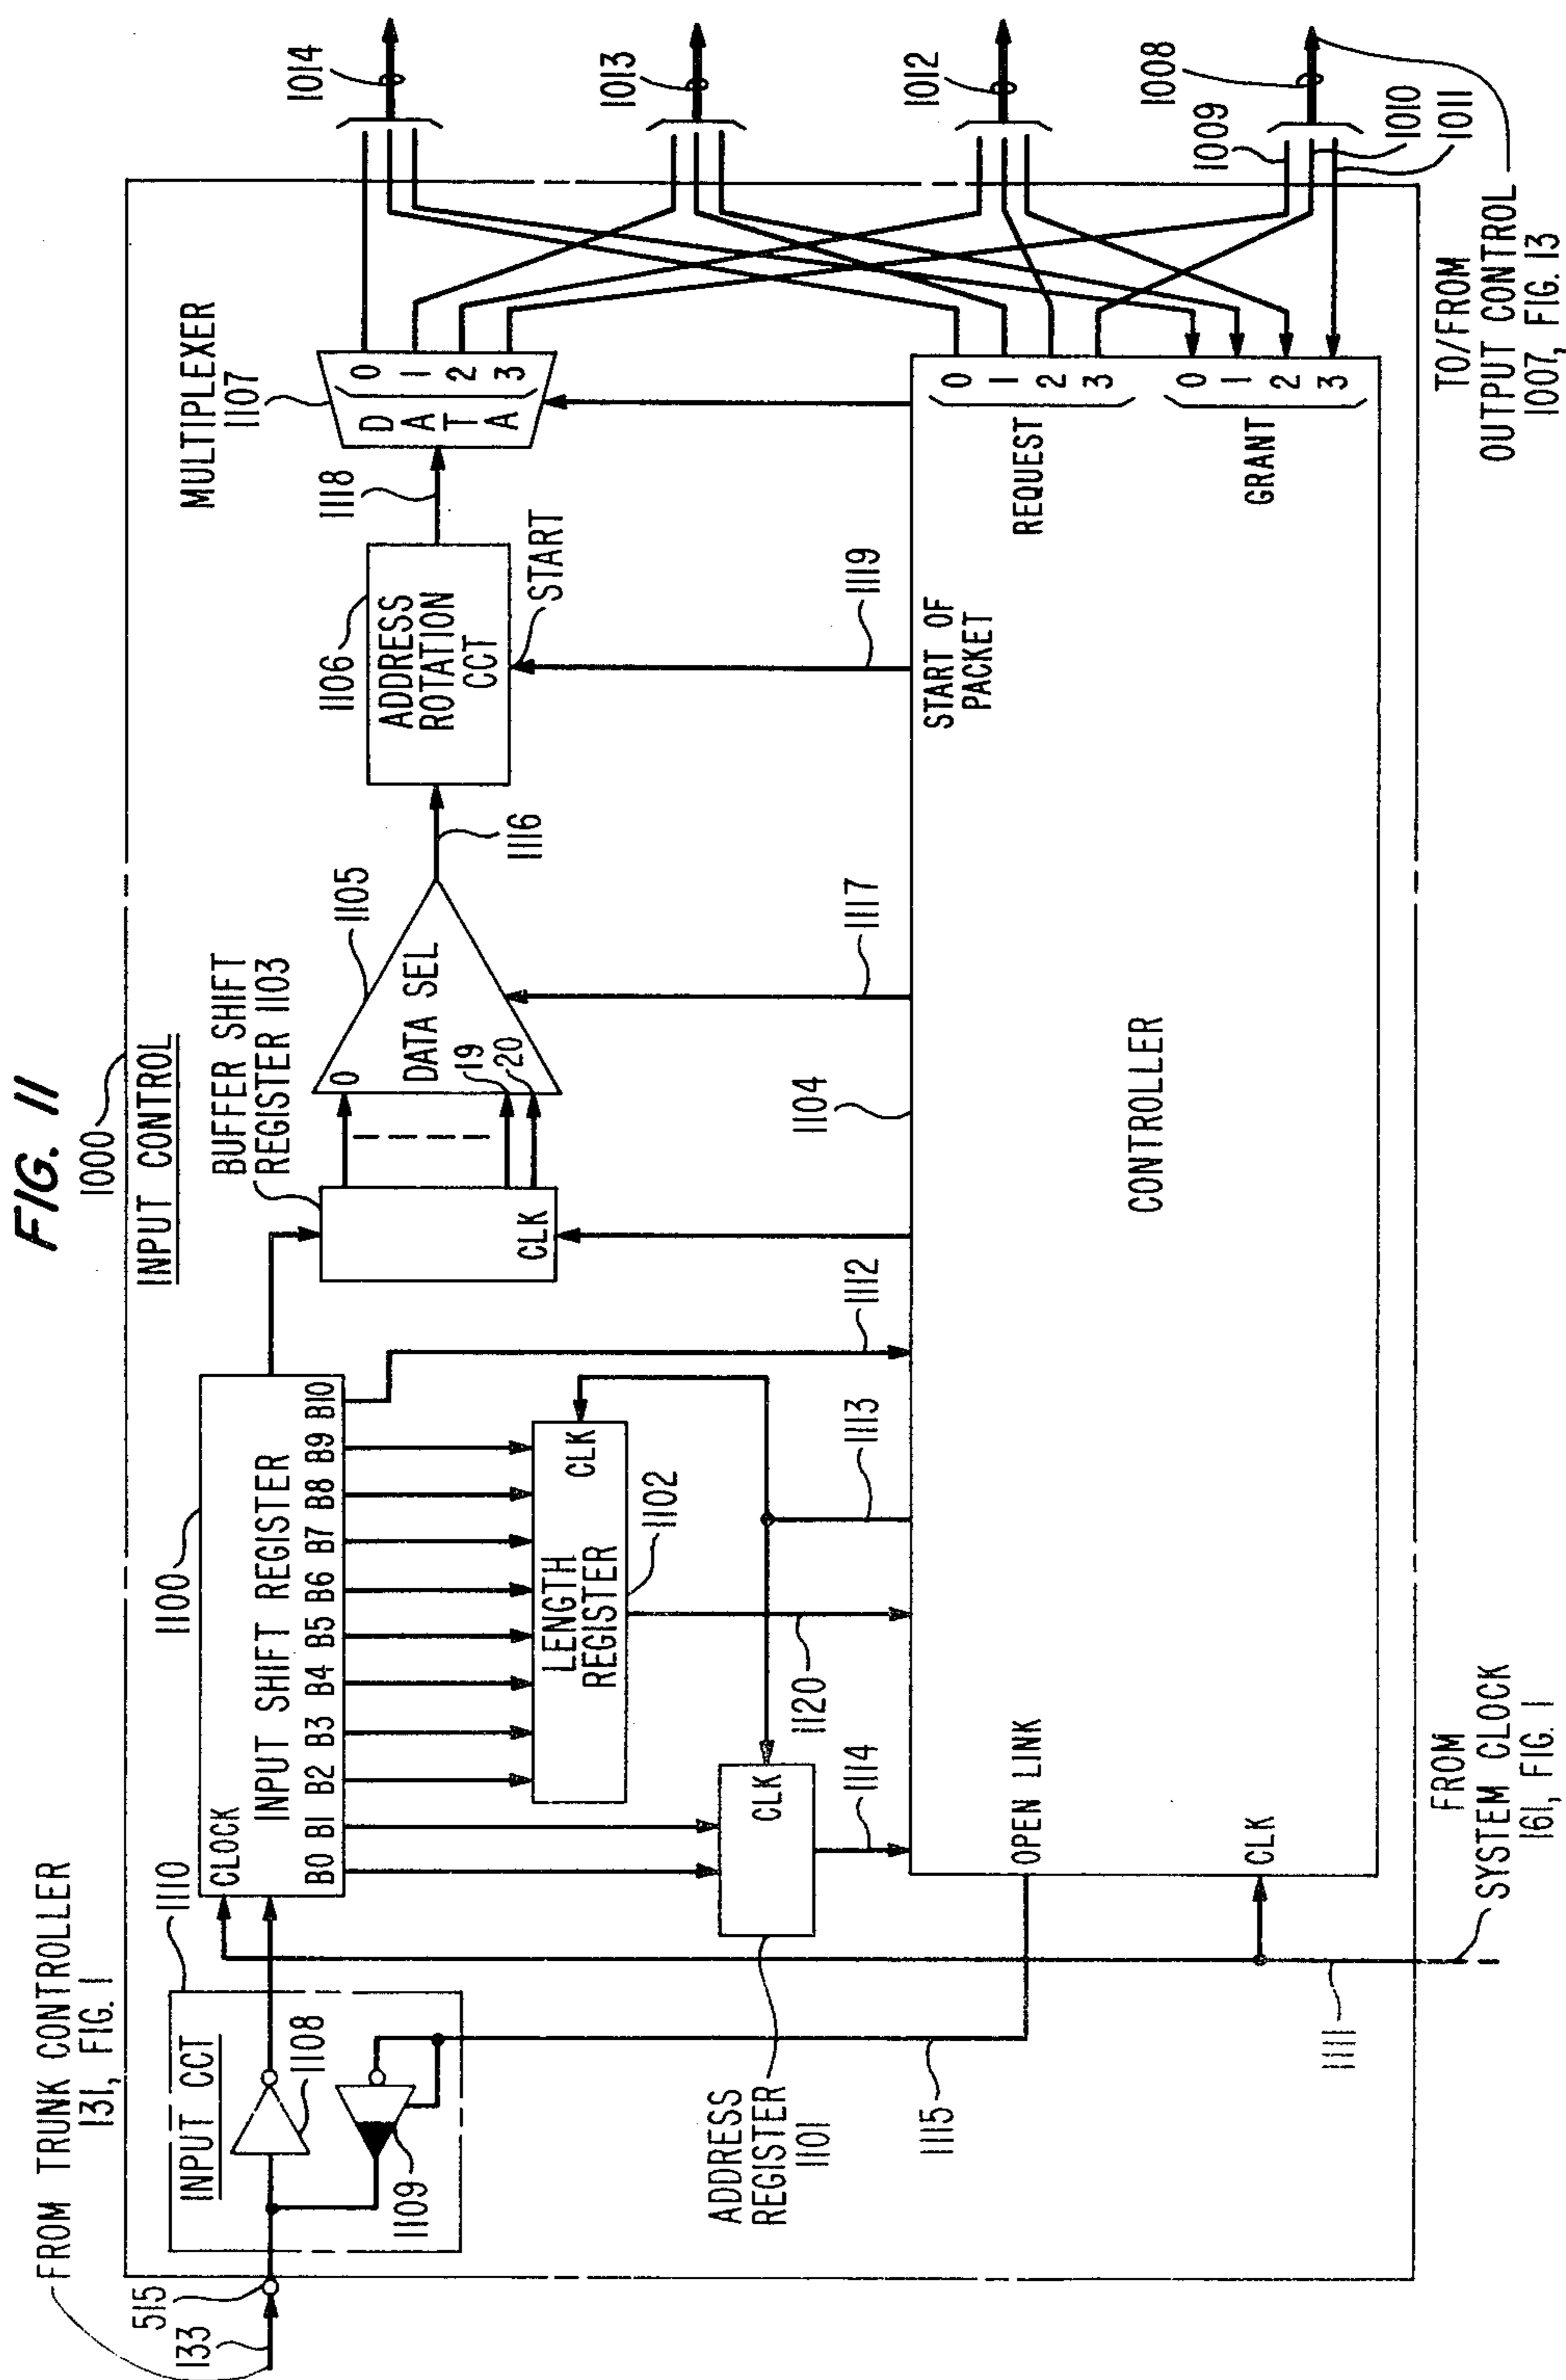 FIG. 11
1000
INPUT CONTROL
FROM TRUNK CONTROLLER
131, FIG. 1
133
515
INPUT CCT
1110
1108
1109
1115
1100
CLOCK
INPUT SHIFT REGISTER
B0 B1 B2 B3 B4 B5 B6 B7 B8 B9 B10
LENGTH
REGISTER
CLK
1102
CLK
ADDRESS
REGISTER
1101
1114
1120
1113
1112
BUFFER SHIFT
REGISTER 1103
CLK
0
DATA SEL
19
20
1105
1116
1117
1106
ADDRESS
ROTATION
CCT
START
1118
1119
MULTIPLEXER
1107
DATA
0
1
2
3
1104
CONTROLLER
OPEN LINK
CLK
START OF
PACKET
REQUEST
0
1
2
3
GRANT
0
1
2
3
1014
1013
1012
1008
1009
1010
1011
TO/FROM
OUTPUT CONTROL
1007, FIG. 13
1111
FROM
SYSTEM CLOCK
161, FIG. 1